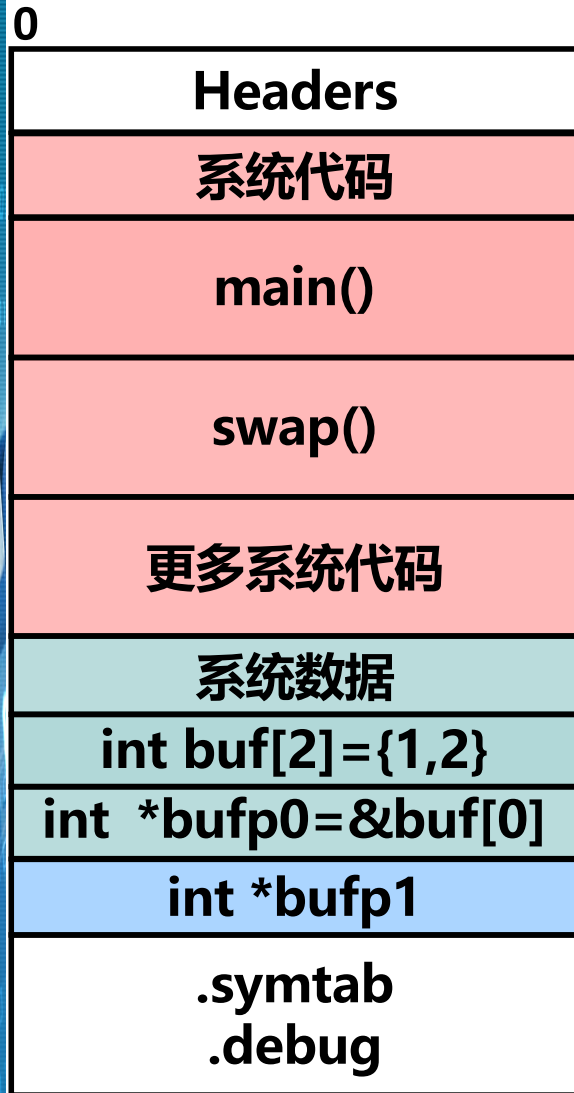 0
Headers
系统代码
main()
swap()
更多系统代码
系统数据
int buf[2]={1,2}
int *bufp0=&buf[0]
int *bufp1
.symtab
.debug